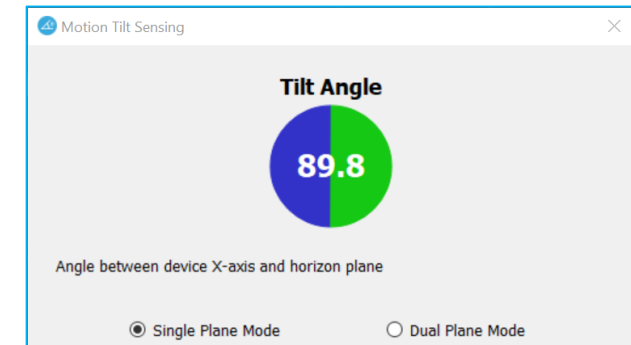 Motion Tilt Sensing
Tilt Angle
89.8
Angle between device X-axis and horizon plane
Single Plane Mode
Dual Plane Mode